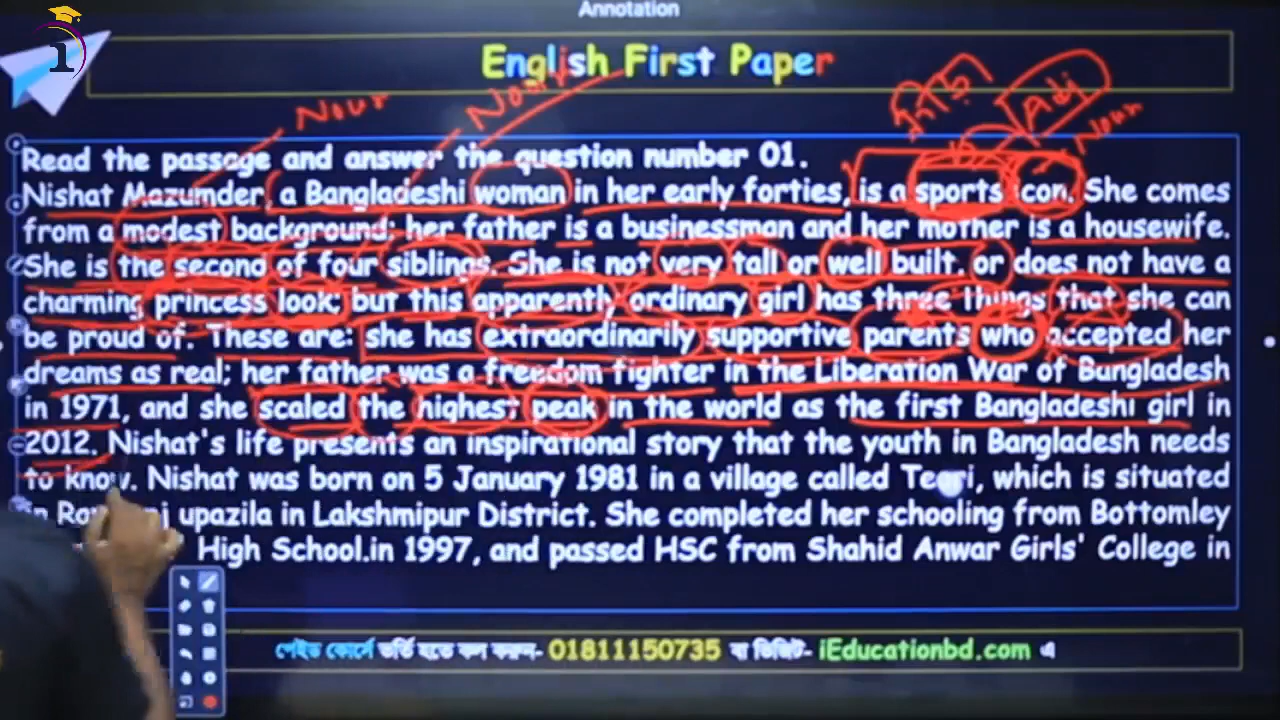 Annotation
English First Paper
Noun
Adj
Noun
Read the passage and answer the question number 01.
Nishat Mazumder, a Bangladeshi woman in her early forties, is a sports icon. She comes
from a modest background; her father is a businessman and her mother is a housewife.
She is the second of four siblings. She is not very tall or well built, or does not have a
charming princess look; but this apparently ordinary girl has three things that she can
be proud of. These are: she has extraordinarily supportive parents who accepted her
dreams as real; her father was a freedom fighter in the Liberation War of Bangladesh
in 1971, and she scaled the highest peak in the world as the first Bangladeshi girl in
2012. Nishat's life presents an inspirational story that the youth in Bangladesh needs
to know. Nishat was born on 5 January 1981 in a village called Teori, which is situated
upazila in Lakshmipur District. She completed her schooling from Bottomley
High School.in 1997, and passed HSC from Shahid Anwar Girls' College in
পেইড কোর্সে ভর্তি হতে কল করুন- 01811150735 বা ভিজিট- iEducationbd.com এ